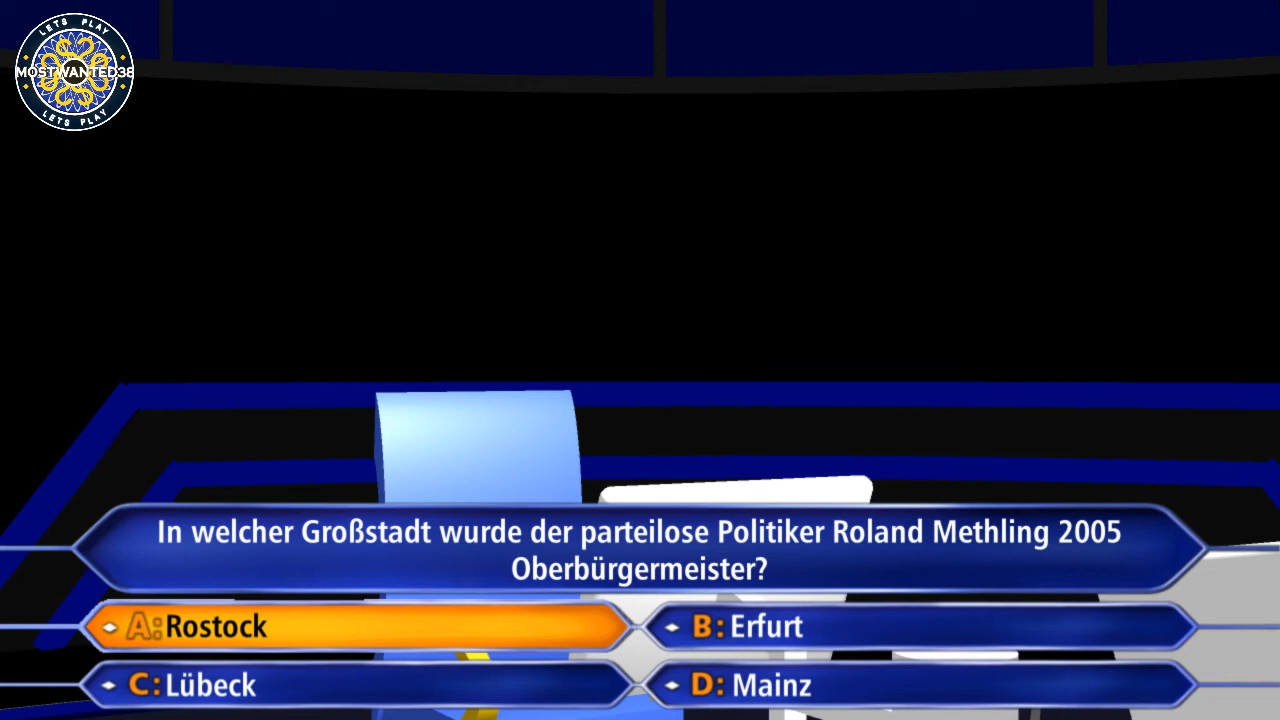 LETS PLAY
MOSTWANTED38
LETS PLAY
In welcher Großstadt wurde der parteilose Politiker Roland Methling 2005
Oberbürgermeister?
A: Rostock
B: Erfurt
C: Lübeck
D: Mainz